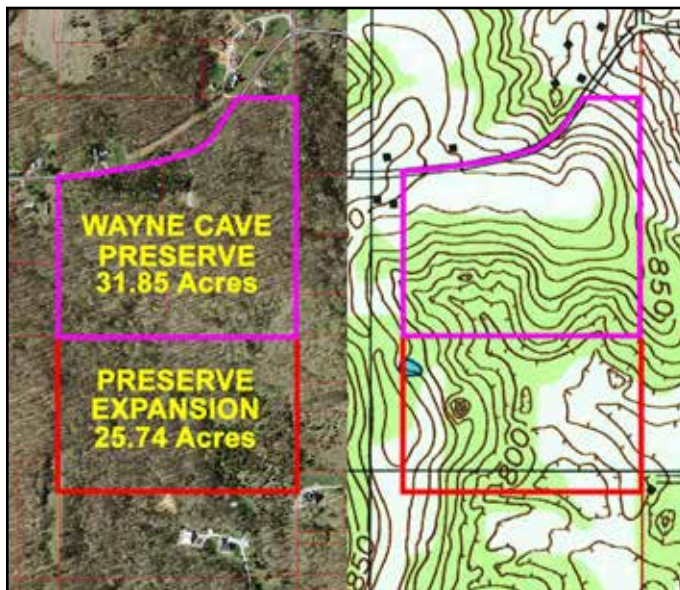 WAYNE CAVE
PRESERVE
31.85 Acres
PRESERVE
EXPANSION
25.74 Acres
850
800
850